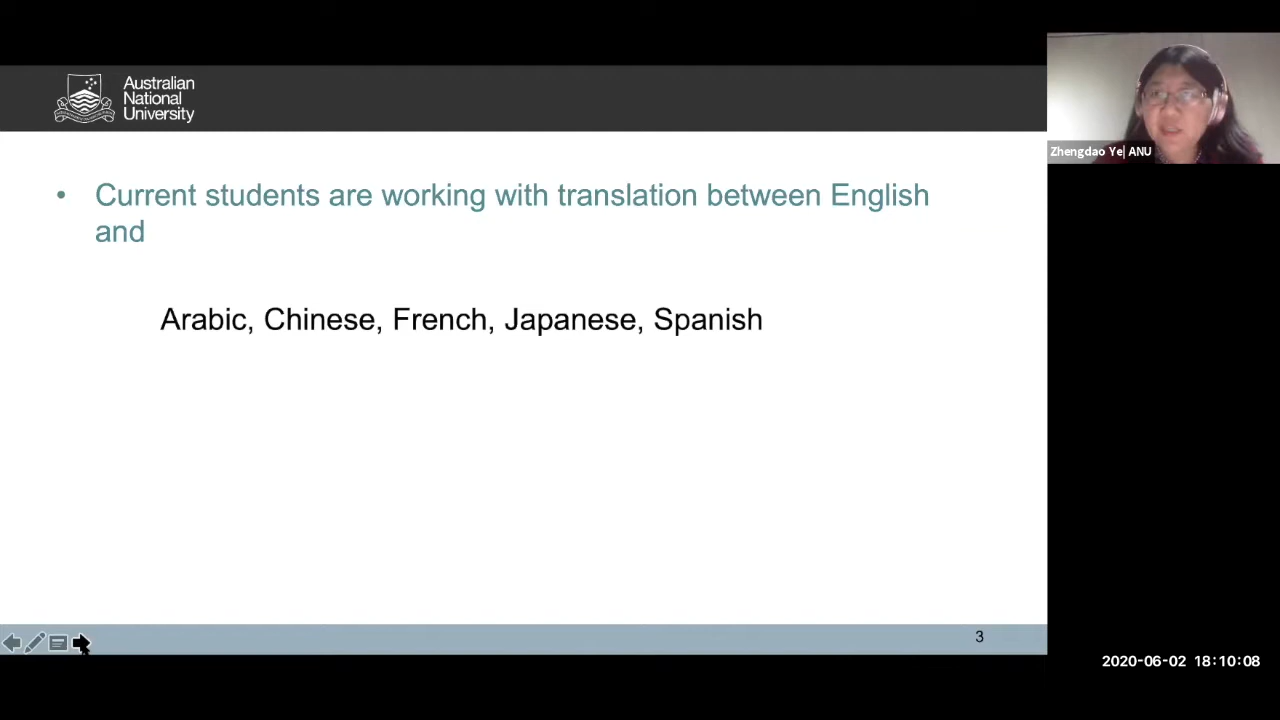 Australian
National
University
Zhengdao Ye| ANU
• Current students are working with translation between English
and
Arabic, Chinese, French, Japanese, Spanish
3
2020-06-02 18:10:08